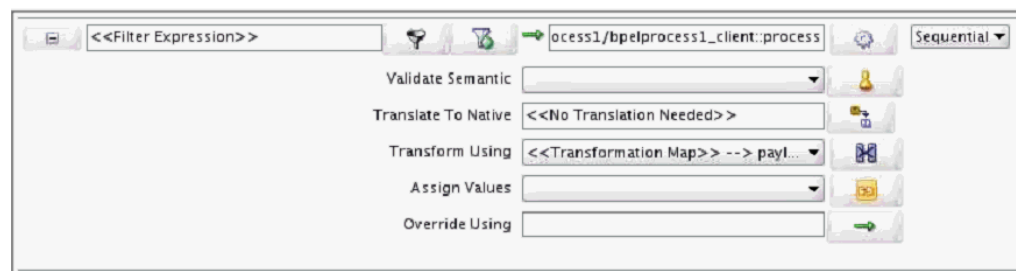 <<Filter Expression>> ocess1/bpelprocess1_client::process Sequential
Validate Semantic
Translate To Native <<No Translation Needed>>
Transform Using <<Transformation Map>> --> payl...
Assign Values
Override Using